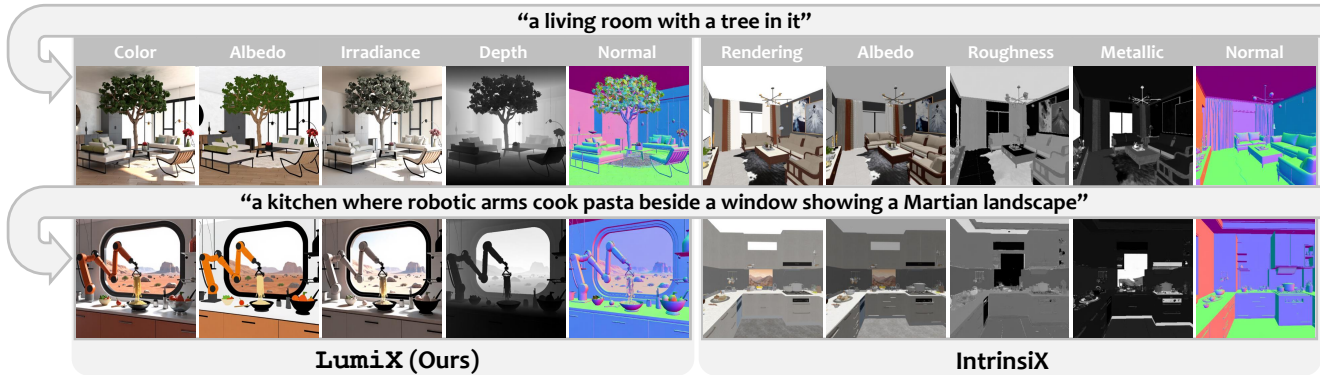 “a living room with a tree in it”
Color Albedo Irradiance Depth Normal Rendering Albedo Roughness Metallic Normal
“a kitchen where robotic arms cook pasta beside a window showing a Martian landscape”
LumiX (Ours) IntrinsiX